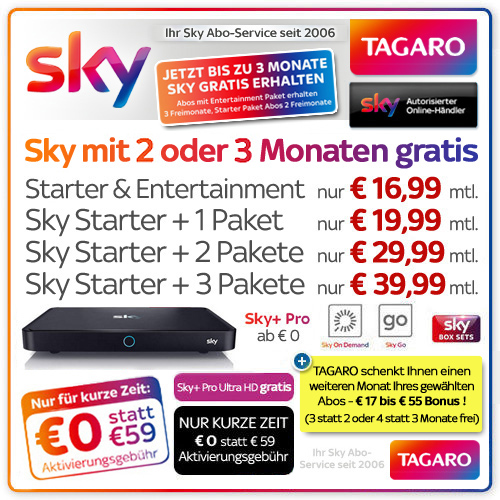 sky
Ihr Sky Abo-Service seit 2006
TAGARO
JETZT BIS ZU 3 MONATE
SKY GRATIS ERHALTEN
Abos mit Entertainment Paket erhalten
3 Freimonate, Starter Paket Abos 2 Freimonate
sky
Autorisierter
Online-Händler
Sky mit 2 oder 3 Monaten gratis
Starter & Entertainment nur € 16,99 mtl.
Sky Starter + 1 Paket nur € 19,99 mtl.
Sky Starter + 2 Pakete nur € 29,99 mtl.
Sky Starter + 3 Pakete nur € 39,99 mtl.
sky
sky
Sky+ Pro
ab € 0
Sky On Demand
go
Sky Go
sky
BOX SETS
Nur für kurze Zeit:
€0 statt
€59
Aktivierungsgebühr
Sky+ Pro Ultra HD gratis
NUR KURZE ZEIT
€ 0 statt € 59
Aktivierungsgebühr
+
TAGARO schenkt Ihnen einen
weiteren Monat Ihres gewählten
Abos – € 17 bis € 55 Bonus !
(3 statt 2 oder 4 statt 3 Monate frei)
Ihr Sky Abo-
Service seit 2006
TAGARO